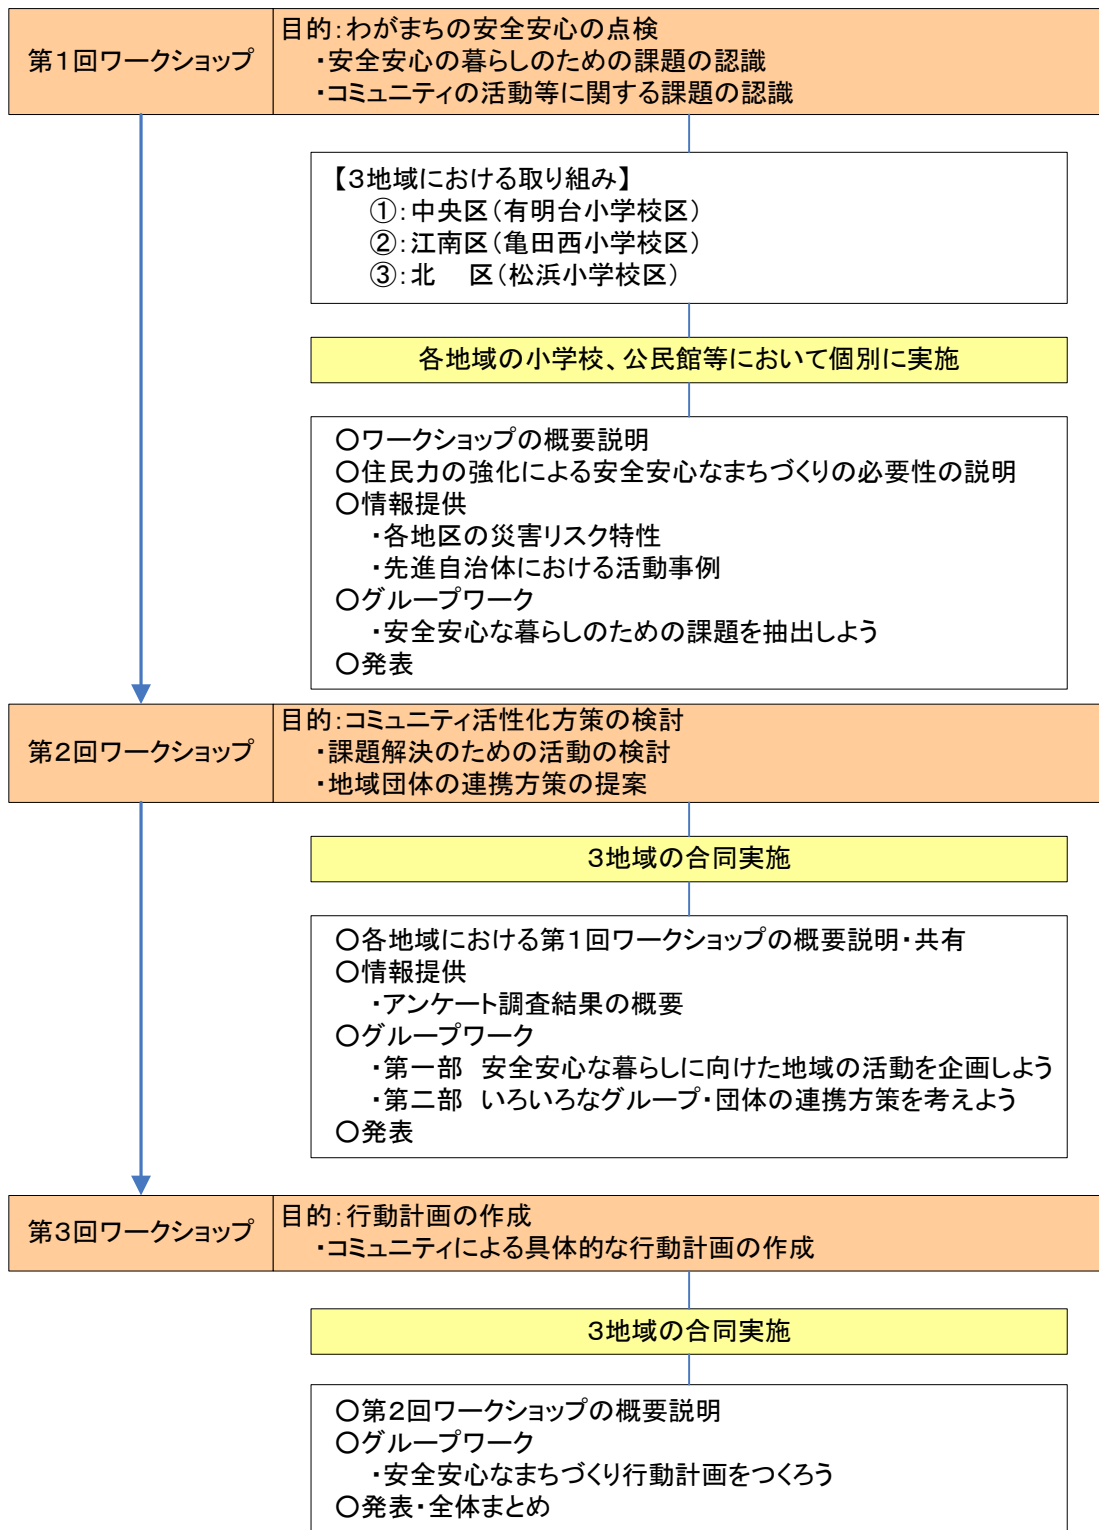 第1回ワークショップ
目的：わがまちの安全安心の点検
・安全安心の暮らしのための課題の認識
・コミュニティの活動等に関する課題の認識
【3地域における取り組み】
①：中央区（有明台小学校区）
②：江南区（亀田西小学校区）
③：北　区（松浜小学校区）
各地域の小学校、公民館等において個別に実施
○ワークショップの概要説明
○住民力の強化による安全安心なまちづくりの必要性の説明
○情報提供
・各地区の災害リスク特性
・先進自治体における活動事例
○グループワーク
・安全安心な暮らしのための課題を抽出しよう
○発表
第2回ワークショップ
目的：コミュニティ活性化方策の検討
・課題解決のための活動の検討
・地域団体の連携方策の提案
3地域の合同実施
○各地域における第1回ワークショップの概要説明・共有
○情報提供
・アンケート調査結果の概要
○グループワーク
・第一部　安全安心な暮らしに向けた地域の活動を企画しよう
・第二部　いろいろなグループ・団体の連携方策を考えよう
○発表
第3回ワークショップ
目的：行動計画の作成
・コミュニティによる具体的な行動計画の作成
3地域の合同実施
○第2回ワークショップの概要説明
○グループワーク
・安全安心なまちづくり行動計画をつくろう
○発表・全体まとめ